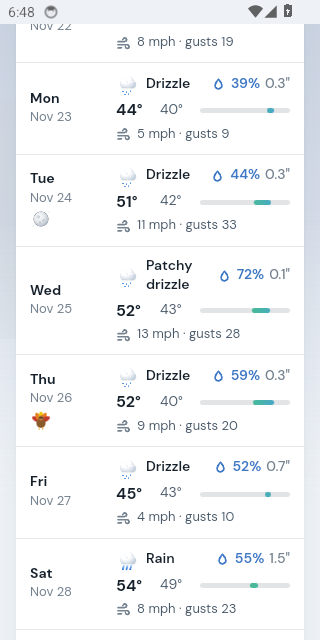 6:48
Nov 22
8 mph · gusts 19
Drizzle 39% 0.3"
Mon
44° 40°
Nov 23
5 mph · gusts 9
Drizzle 44% 0.3"
Tue
51° 42°
Nov 24
11 mph · gusts 33
Patchy
drizzle
72% 0.1"
Wed
52° 43°
Nov 25
13 mph · gusts 28
Drizzle 59% 0.3"
Thu
52° 40°
Nov 26
9 mph · gusts 20
Drizzle 52% 0.7"
Fri
45° 43°
Nov 27
4 mph · gusts 10
Rain 55% 1.5"
Sat
54° 49°
Nov 28
8 mph · gusts 23